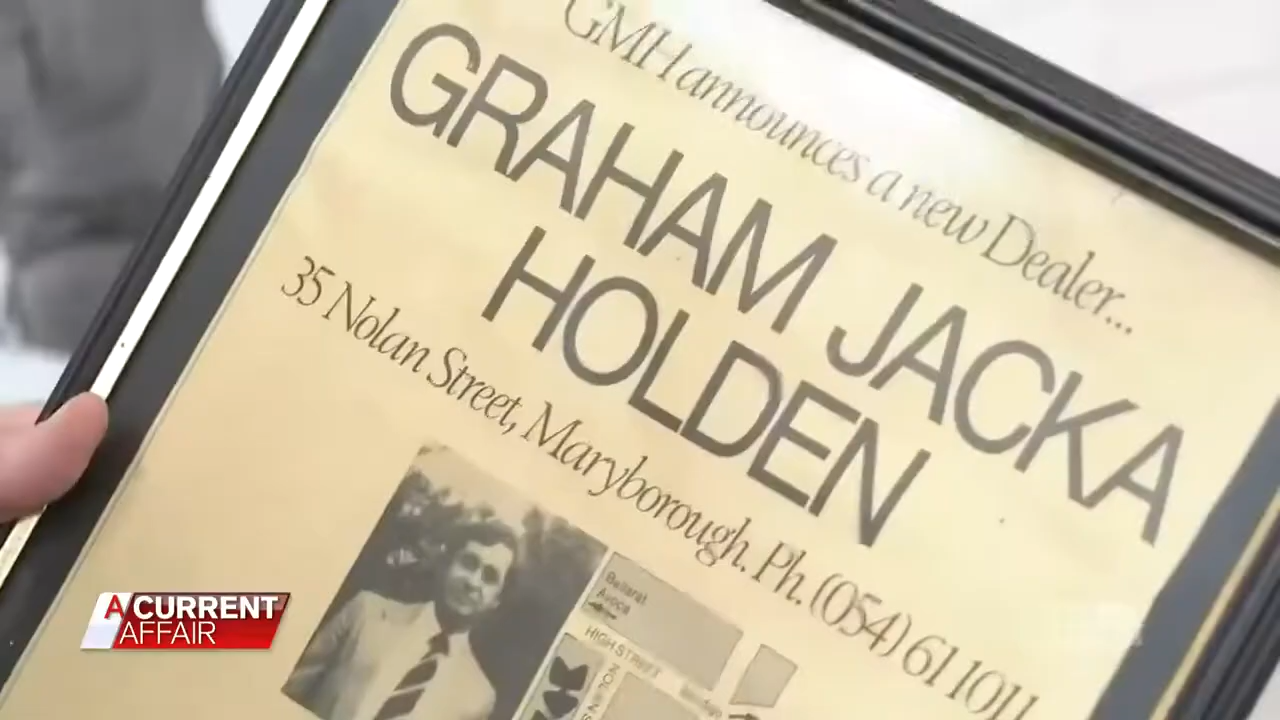 GMH announces a new Dealer...
GRAHAM JACKA
HOLDEN
35 Nolan Street, Maryborough. Ph. (054) 61 1011
Ballarat
Avoca
HIGH STREET
A CURRENT
AFFAIR